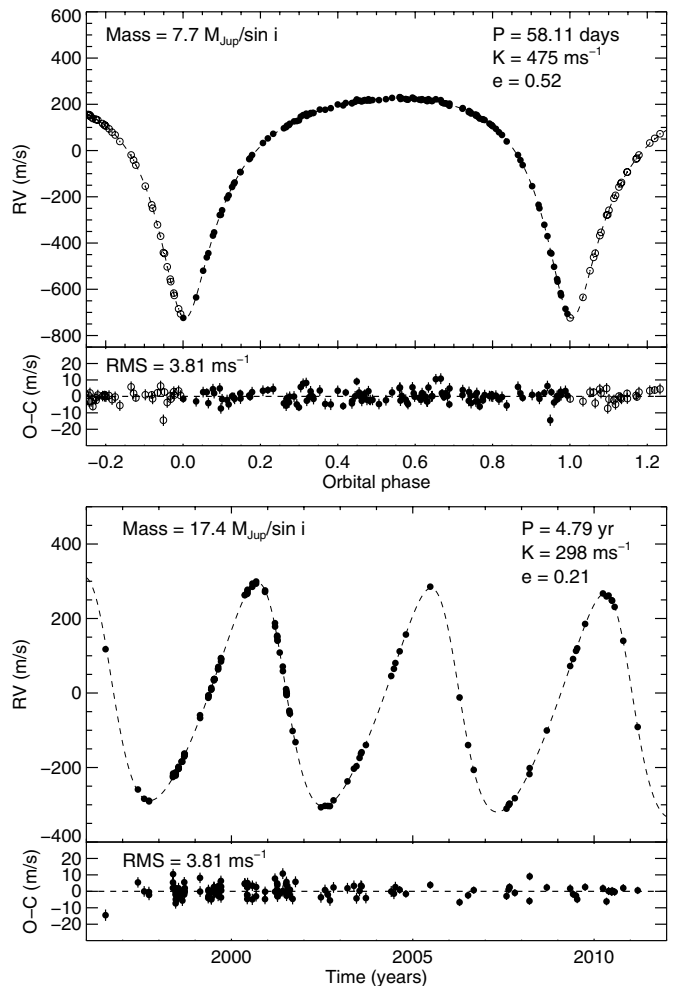 600
400
200
0
−200
−400
−600
−800
RV (m/s)
Mass = 7.7 M_Jup/sin i
P = 58.11 days
K = 475 ms⁻¹
e = 0.52
20
10
0
−10
−20
O−C (m/s)
RMS = 3.81 ms⁻¹
−0.2 0.0 0.2 0.4 0.6 0.8 1.0 1.2
Orbital phase
400
200
0
−200
−400
RV (m/s)
Mass = 17.4 M_Jup/sin i
P = 4.79 yr
K = 298 ms⁻¹
e = 0.21
20
10
0
−10
−20
O−C (m/s)
RMS = 3.81 ms⁻¹
2000 2005 2010
Time (years)